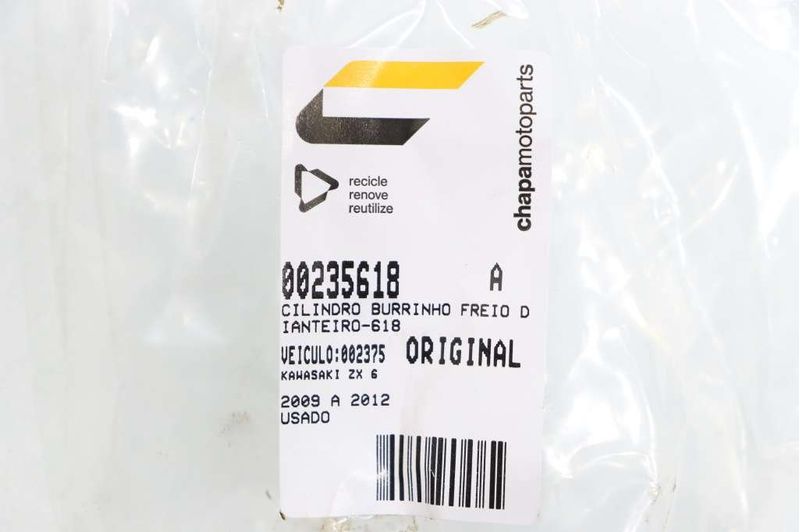 chapamotoparts
recicle
renove
reutilize
00235618 A
CILINDRO BURRINHO FREIO D
IANTEIRO-618
VEICULO:002375 ORIGINAL
KAWASAKI ZX 6
2009 A 2012
USADO